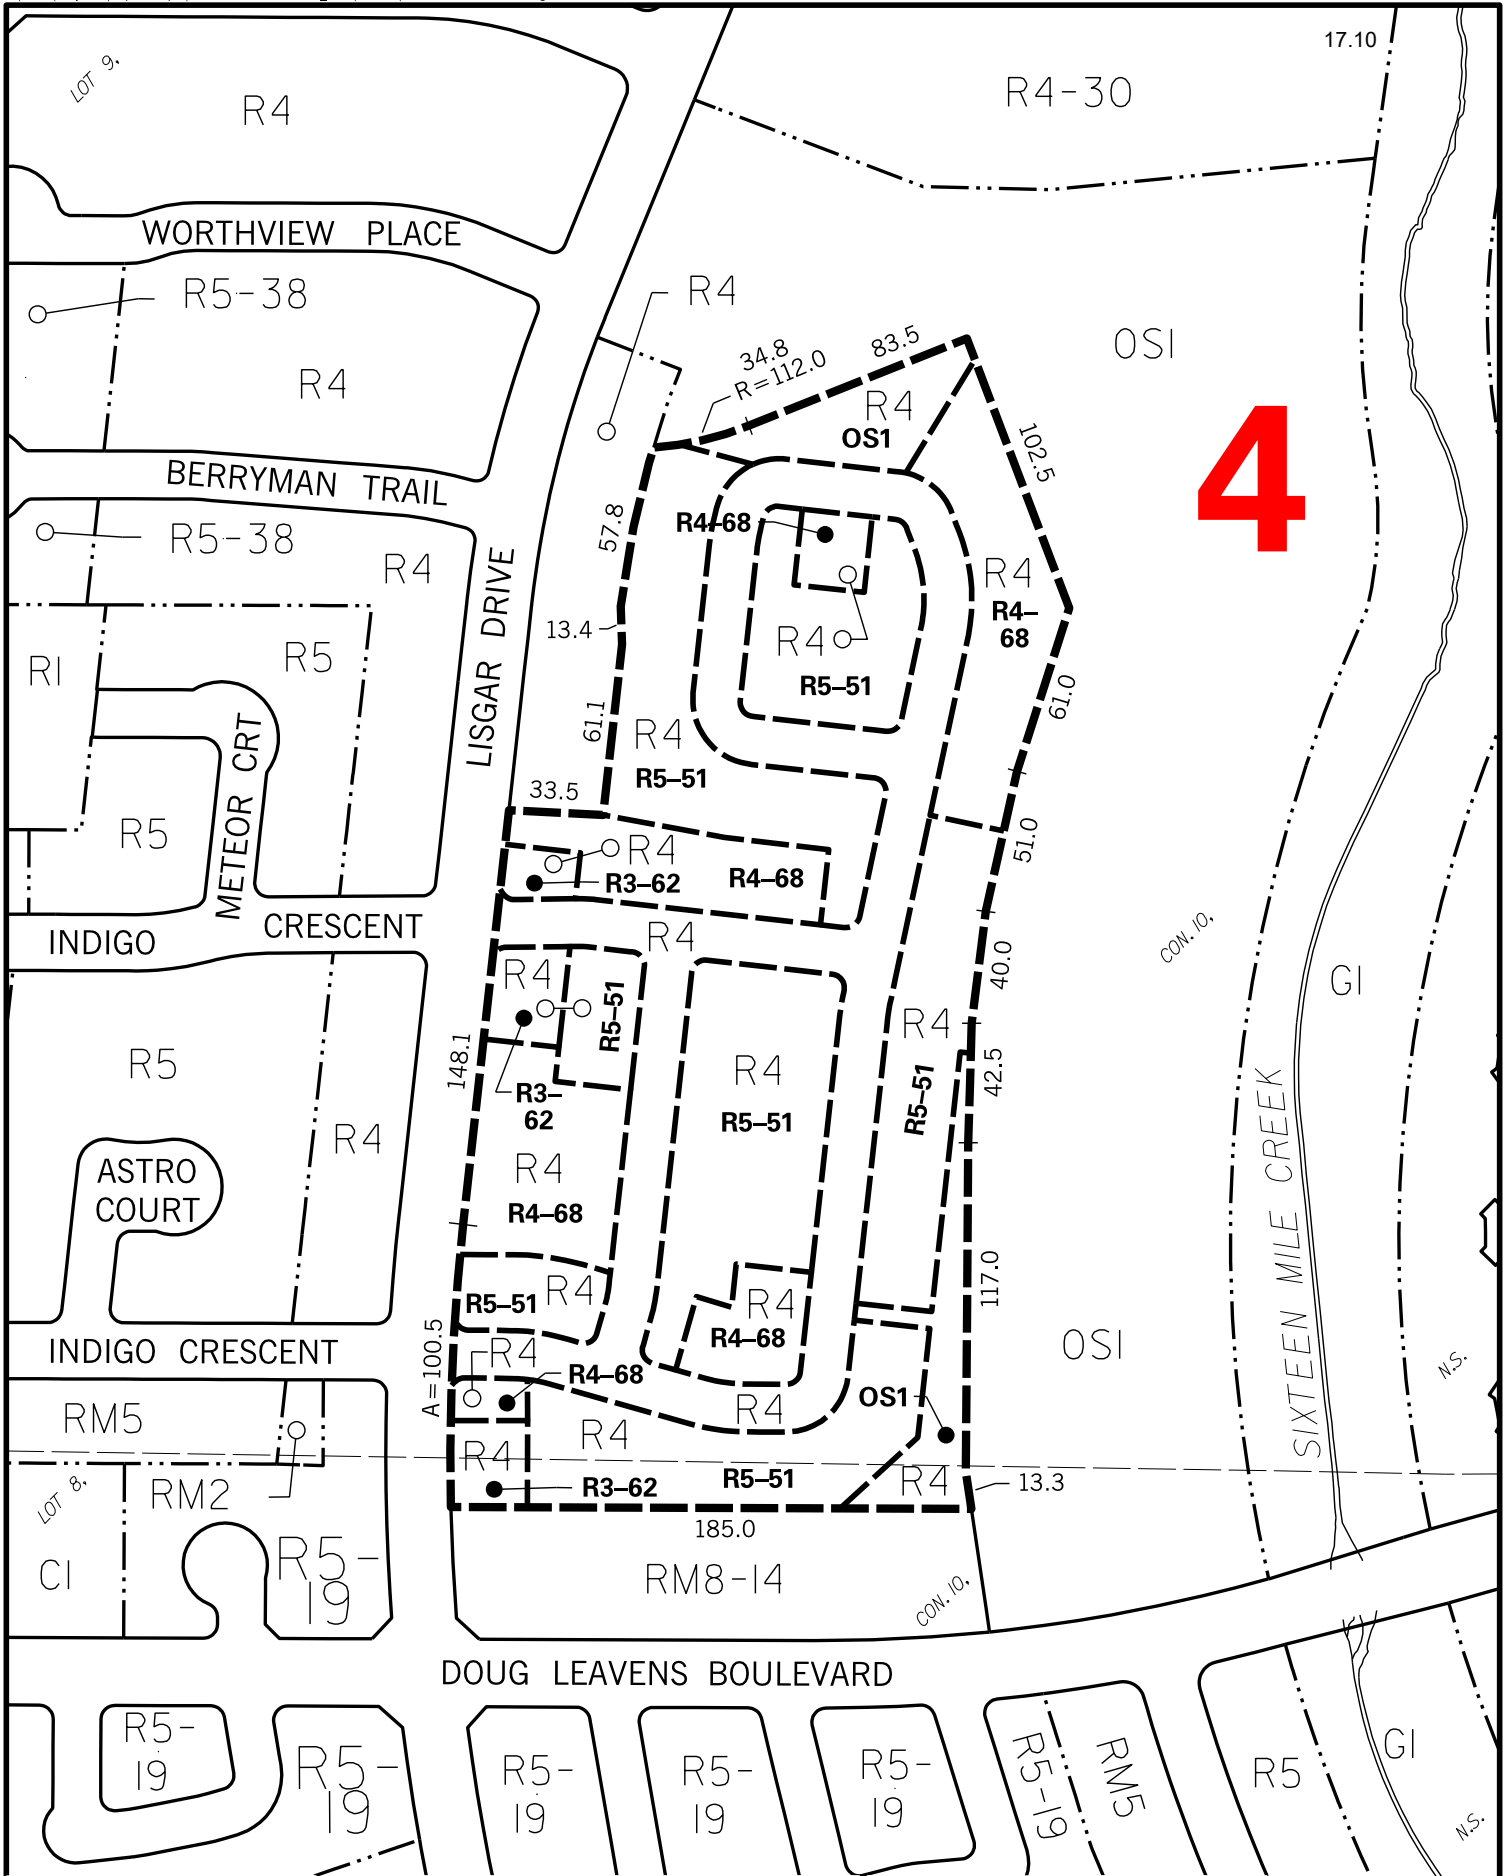 17.10
LOT 9,
R4
R4-30
WORTHVIEW PLACE
R5-38
R4
R4
OS1
34.8
R=112.0
83.5
R4
OS1
102.5
4
BERRYMAN TRAIL
R5-38
R4
LISGAR DRIVE
57.8
R4-68
R4
R4-
68
13.4
R4
R5-51
R1
R5
METEOR CRT
61.1
R4
R5-51
61.0
33.5
R5
R4
R3-62
R4-68
51.0
INDIGO
CRESCENT
R4
CON. 10,
R4
R5-51
40.0
G1
R4
R5-51
148.1
R5
R4
R3-
62
R4
R5-51
42.5
SIXTEEN MILE CREEK
ASTRO
COURT
R4
R4-68
117.0
R5-51
R4
R4
R4-68
A=100.5
INDIGO CRESCENT
R4
R4-68
OS1
N.S.
RM5
R4
OS1
R4
R4
R5-51
R4
13.3
LOT 8,
RM2
R3-62
185.0
C1
R5-
19
RM8-14
CON. 10,
DOUG LEAVENS BOULEVARD
R5-
19
R5-
19
R5-
19
R5-
19
R5-
19
R5-19
RM5
R5
G1
N.S.